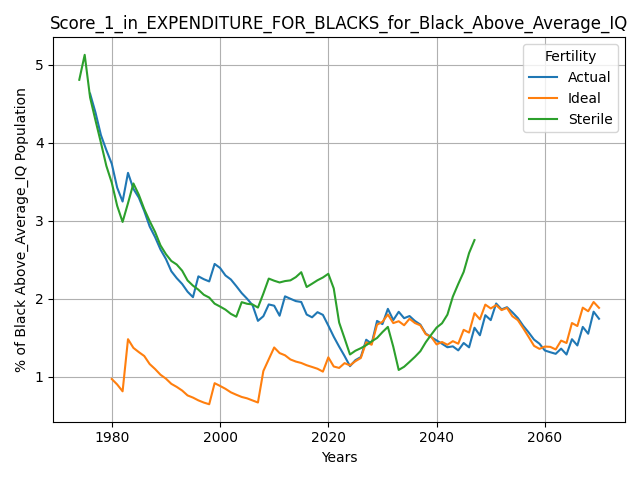 Score_1_in_EXPENDITURE_FOR_BLACKS_for_Black_Above_Average_IQ
Fertility
Actual
Ideal
Sterile
% of Black Above_Average_IQ Population
5
4
3
2
1
1980 2000 2020 2040 2060
Years